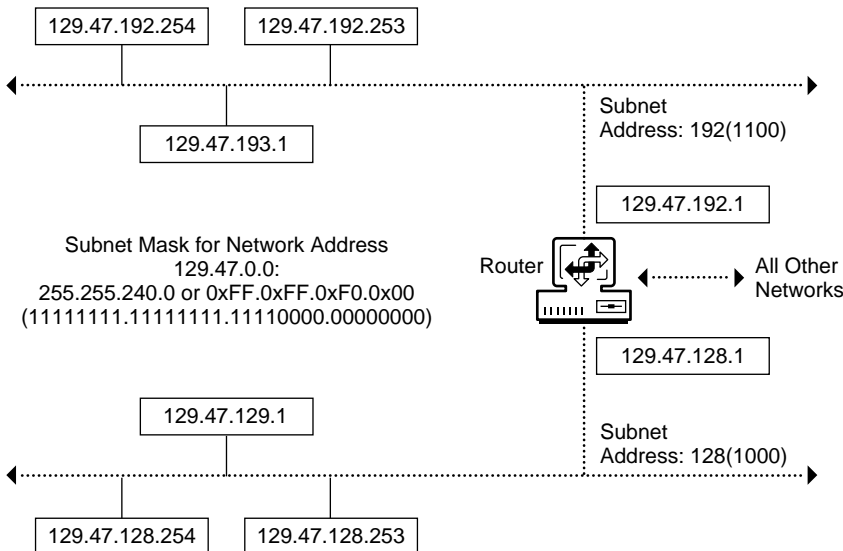 129.47.192.254
129.47.192.253
Subnet
Address: 192(1100)
129.47.193.1
129.47.192.1
Subnet Mask for Network Address
129.47.0.0:
255.255.240.0 or 0xFF.0xFF.0xF0.0x00
(11111111.11111111.11110000.00000000)
Router
All Other
Networks
129.47.128.1
129.47.129.1
Subnet
Address: 128(1000)
129.47.128.254
129.47.128.253